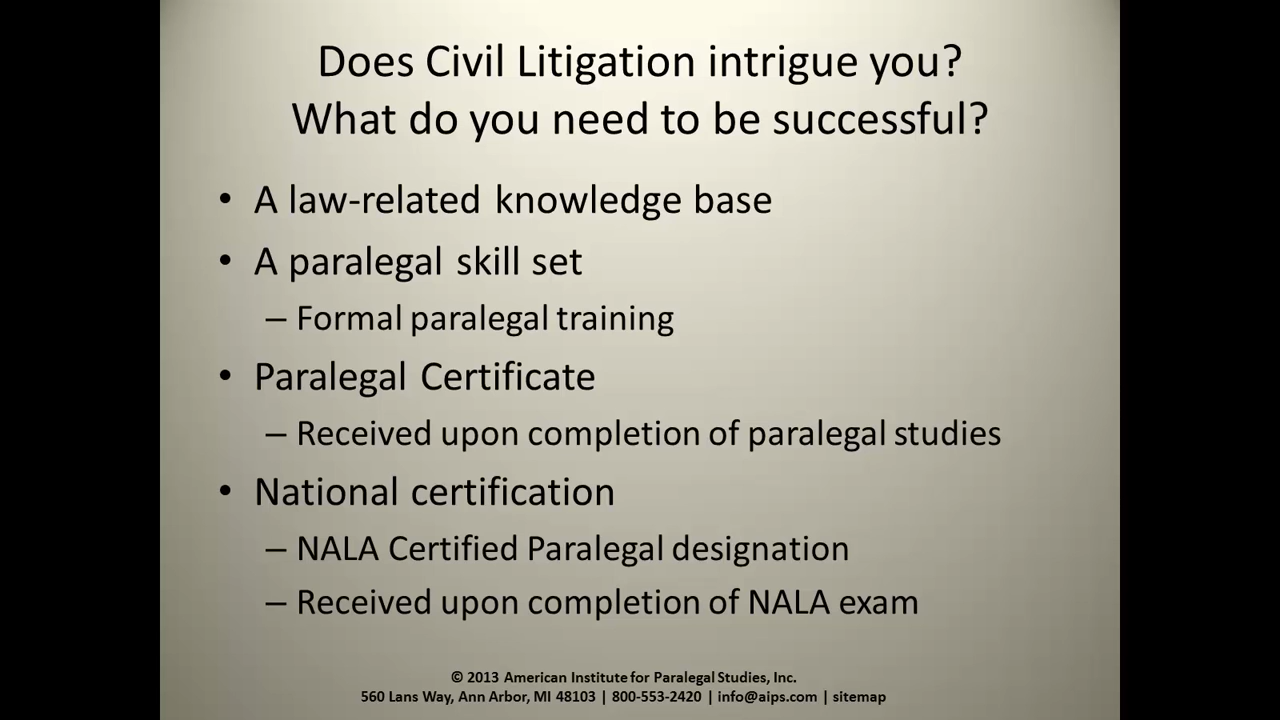 Does Civil Litigation intrigue you?
What do you need to be successful?
• A law-related knowledge base
• A paralegal skill set
– Formal paralegal training
• Paralegal Certificate
– Received upon completion of paralegal studies
• National certification
– NALA Certified Paralegal designation
– Received upon completion of NALA exam
© 2013 American Institute for Paralegal Studies, Inc.
560 Lans Way, Ann Arbor, MI 48103 | 800-553-2420 | info@aips.com | sitemap